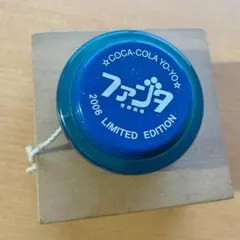 ☆COCA-COLA YO-YO☆
ファンタ
2006 LIMITED EDITION